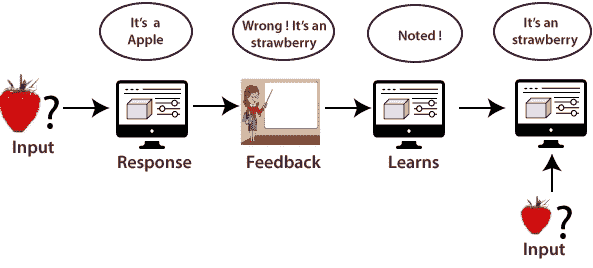 It's a
Apple
Wrong ! It's an
strawberry
Noted !
It's an
strawberry
?
Input
Response
Feedback
Learns
?
Input